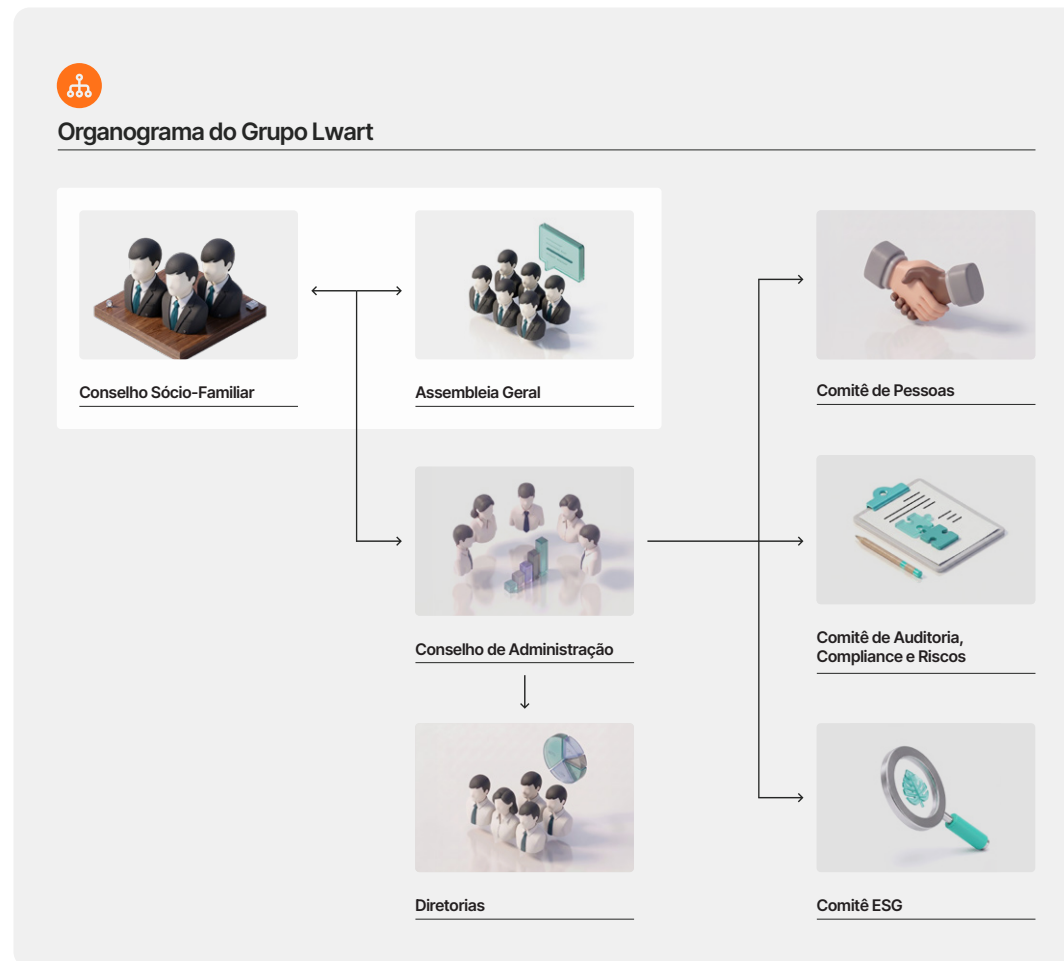 Organograma do Grupo Lwart
Conselho Sócio-Familiar
Assembleia Geral
Comitê de Pessoas
Conselho de Administração
Comitê de Auditoria,
Compliance e Riscos
Diretorias
Comitê ESG